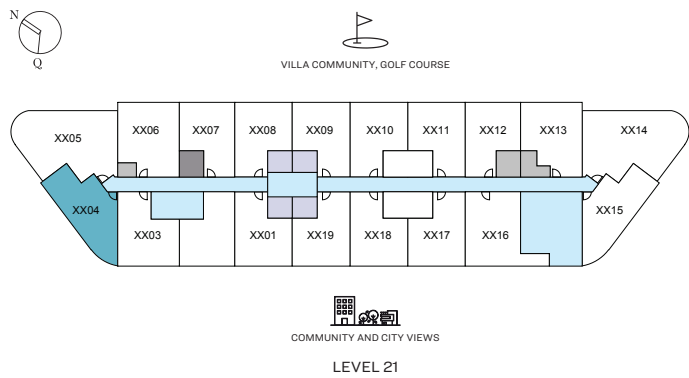 N
Q
VILLA COMMUNITY, GOLF COURSE
XX05
XX06
XX07
XX08
XX09
XX10
XX11
XX12
XX13
XX14
XX04
XX03
XX01
XX19
XX18
XX17
XX16
XX15
COMMUNITY AND CITY VIEWS
LEVEL 21